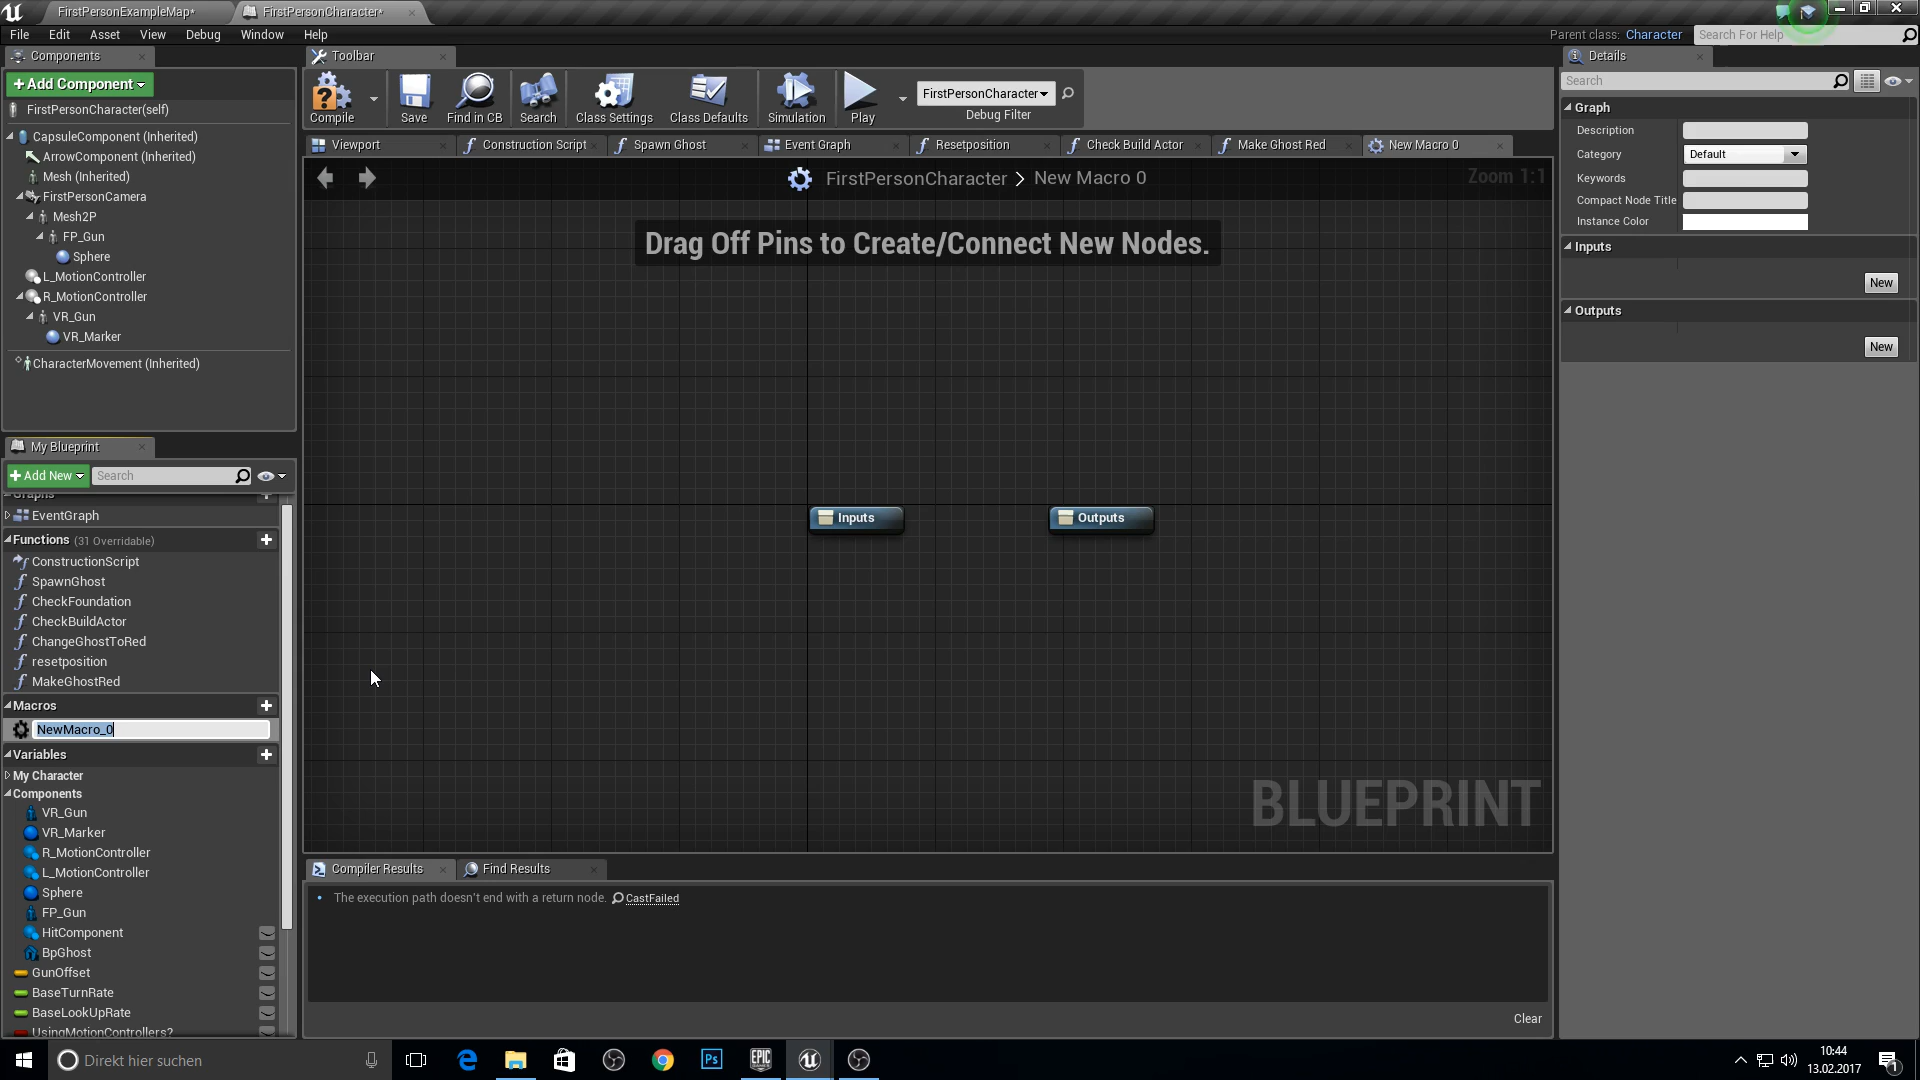 FirstPersonExampleMap*
FirstPersonCharacter*
File Edit Asset View Debug Window Help
Parent class: Character
Search For Help
Components
Toolbar
Details
+Add Component
FirstPersonCharacter(self)
CapsuleComponent (Inherited)
ArrowComponent (Inherited)
Mesh (Inherited)
FirstPersonCamera
Mesh2P
FP_Gun
Sphere
L_MotionController
R_MotionController
VR_Gun
VR_Marker
CharacterMovement (Inherited)
Compile
Save
Find in CB
Search
Class Settings
Class Defaults
Simulation
Play
FirstPersonCharacter
Debug Filter
Viewport
Construction Script
Spawn Ghost
Event Graph
Resetposition
Check Build Actor
Make Ghost Red
New Macro 0
FirstPersonCharacter > New Macro 0
Zoom 1:1
Drag Off Pins to Create/Connect New Nodes.
Inputs
Outputs
BLUEPRINT
My Blueprint
+Add New
Search
Graphs
EventGraph
Functions (31 Overridable)
ConstructionScript
SpawnGhost
CheckFoundation
CheckBuildActor
ChangeGhostToRed
resetposition
MakeGhostRed
Macros
NewMacro_0
Variables
My Character
Components
VR_Gun
VR_Marker
R_MotionController
L_MotionController
Sphere
FP_Gun
HitComponent
BpGhost
GunOffset
BaseTurnRate
BaseLookUpRate
UsingMotionControllers?
Compiler Results
Find Results
The execution path doesn't end with a return node. CastFailed
Clear
Search
Graph
Description
Category Default
Keywords
Compact Node Title
Instance Color
Inputs
New
Outputs
New
Direkt hier suchen
Ps
EPIC GAMES
10:44
13.02.2017
1